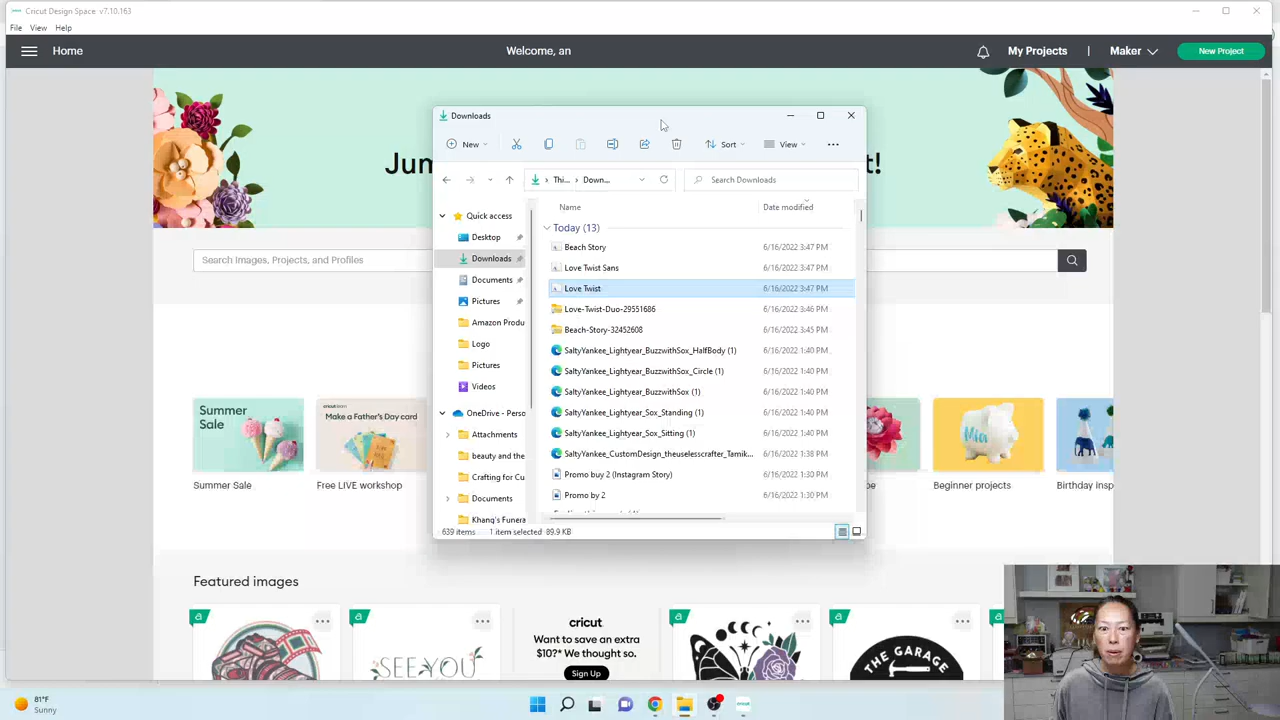 Cricut Design Space v7.10.163
File View Help
Home
Welcome, an
My Projects | Maker
New Project
Jum
t!
Search Images, Projects, and Profiles
Downloads
New
Sort
View
Thi... > Down...
Search Downloads
Name
Date modified
Quick access
Desktop
Downloads
Documents
Pictures
Amazon Produ
Logo
Pictures
Videos
OneDrive - Perso
Attachments
beauty and the
Crafting for Cu
Documents
Khang's Funera
Today (13)
Beach Story 6/16/2022 3:47 PM
Love Twist Sans 6/16/2022 3:47 PM
Love Twist 6/16/2022 3:47 PM
Love-Twist-Duo-29551686 6/16/2022 3:46 PM
Beach-Story-32452608 6/16/2022 3:45 PM
SaltyYankee_Lightyear_BuzzwithSox_HalfBody (1) 6/16/2022 1:40 PM
SaltyYankee_Lightyear_BuzzwithSox_Circle (1) 6/16/2022 1:40 PM
SaltyYankee_Lightyear_BuzzwithSox (1) 6/16/2022 1:40 PM
SaltyYankee_Lightyear_Sox_Standing (1) 6/16/2022 1:40 PM
SaltyYankee_Lightyear_Sox_Sitting (1) 6/16/2022 1:40 PM
SaltyYankee_CustomDesign_theuselesscrafter_Tamik... 6/16/2022 1:38 PM
Promo buy 2 (Instagram Story) 6/16/2022 1:30 PM
Promo by 2 6/16/2022 1:30 PM
639 items 1 item selected 89.9 KB
Summer
Sale
Make a Father's Day card
Mia
Summer Sale
Free LIVE workshop
pe
Beginner projects
Birthday insp
Featured images
a
a
a
a
a
SEE YOU
cricut
Want to save an extra
$10?* We thought so.
Sign Up
THE GARAGE
81°F
Sunny
cricut